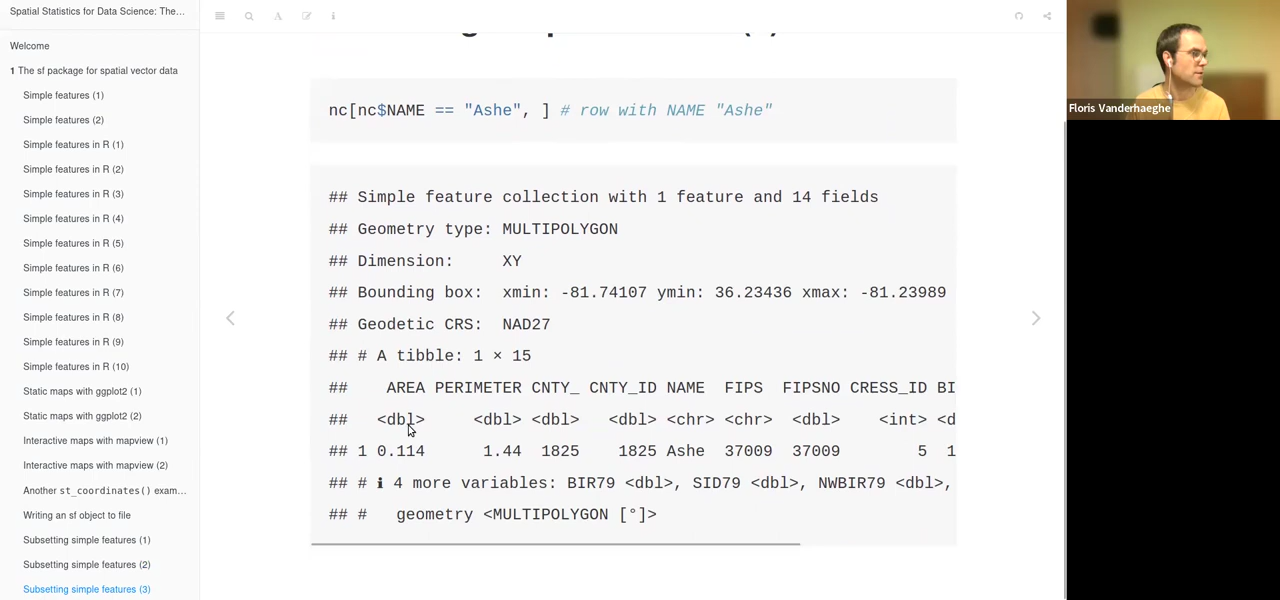 Spatial Statistics for Data Science: The...
Welcome
1 The sf package for spatial vector data
Simple features (1)
Simple features (2)
Simple features in R (1)
Simple features in R (2)
Simple features in R (3)
Simple features in R (4)
Simple features in R (5)
Simple features in R (6)
Simple features in R (7)
Simple features in R (8)
Simple features in R (9)
Simple features in R (10)
Static maps with ggplot2 (1)
Static maps with ggplot2 (2)
Interactive maps with mapview (1)
Interactive maps with mapview (2)
Another st_coordinates() exam...
Writing an sf object to file
Subsetting simple features (1)
Subsetting simple features (2)
Subsetting simple features (3)
nc[nc$NAME == "Ashe", ] # row with NAME "Ashe"
## Simple feature collection with 1 feature and 14 fields
## Geometry type: MULTIPOLYGON
## Dimension:     XY
## Bounding box:  xmin: -81.74107 ymin: 36.23436 xmax: -81.23989
## Geodetic CRS:  NAD27
## # A tibble: 1 × 15
##    AREA PERIMETER CNTY_ CNTY_ID NAME  FIPS  FIPSNO CRESS_ID BI
##   <dbl>     <dbl> <dbl>   <dbl> <chr> <chr>  <dbl>    <int> <d
## 1 0.114      1.44  1825    1825 Ashe  37009  37009        5  1
## # ℹ 4 more variables: BIR79 <dbl>, SID79 <dbl>, NWBIR79 <dbl>,
## #   geometry <MULTIPOLYGON [°]>
Floris Vanderhaeghe